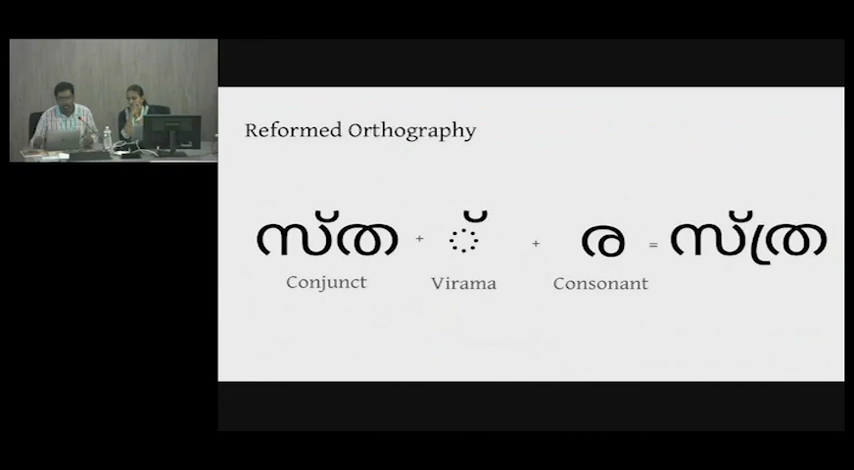 Reformed Orthography
സ്ത + ് + ര = സ്ത്ര
Conjunct Virama Consonant